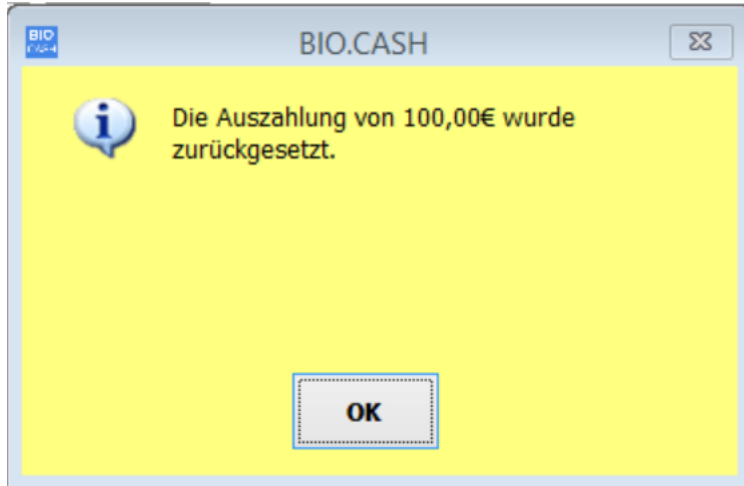 BIO
CASH
BIO.CASH
Die Auszahlung von 100,00€ wurde
zurückgesetzt.
OK